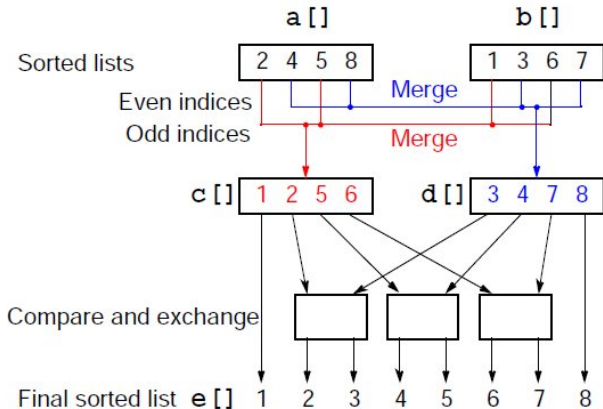 a[] b[]
Sorted lists 2 4 5 8 1 3 6 7
Even indices Merge
Odd indices Merge
c[] 1 2 5 6 d[] 3 4 7 8
Compare and exchange
Final sorted list e[] 1 2 3 4 5 6 7 8